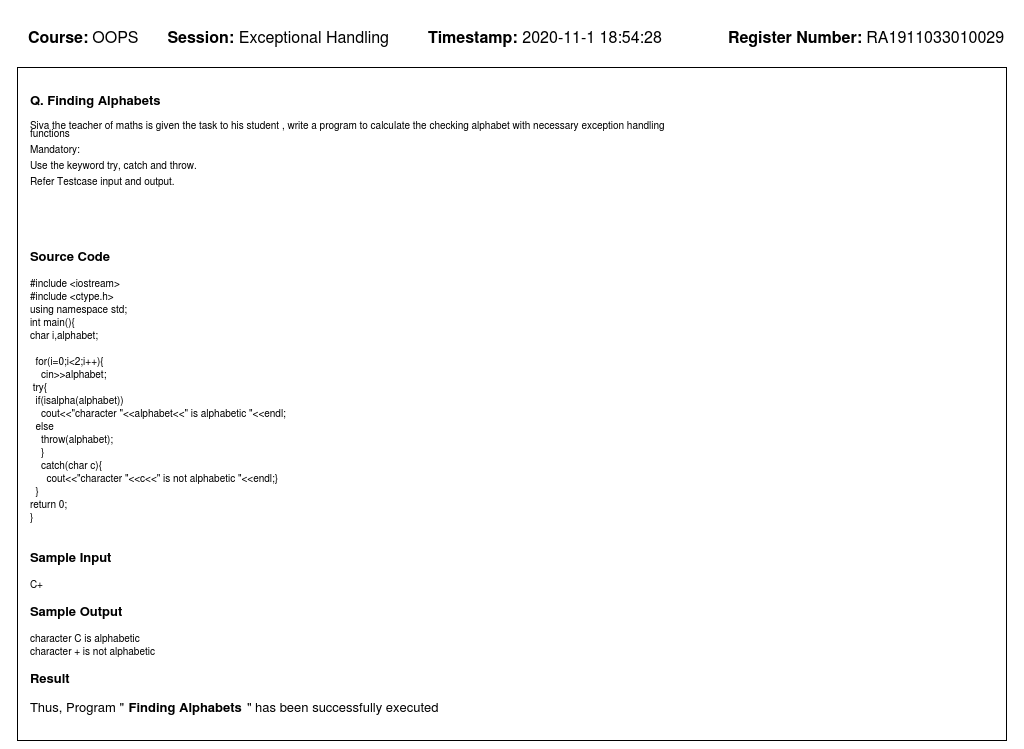 Course: OOPS Session: Exceptional Handling Timestamp: 2020-11-1 18:54:28 Register Number: RA1911033010029
Q. Finding Alphabets
Siva the teacher of maths is given the task to his student , write a program to calculate the checking alphabet with necessary exception handling
functions
Mandatory:
Use the keyword try, catch and throw.
Refer Testcase input and output.
Source Code
#include <iostream>
#include <ctype.h>
using namespace std;
int main(){
char i,alphabet;
for(i=0;i<2;i++){
cin>>alphabet;
try{
if(isalpha(alphabet))
cout<<"character "<<alphabet<<" is alphabetic "<<endl;
else
throw(alphabet);
}
catch(char c){
cout<<"character "<<c<<" is not alphabetic "<<endl;}
}
return 0;
}
Sample Input
C+
Sample Output
character C is alphabetic
character + is not alphabetic
Result
Thus, Program " Finding Alphabets " has been successfully executed